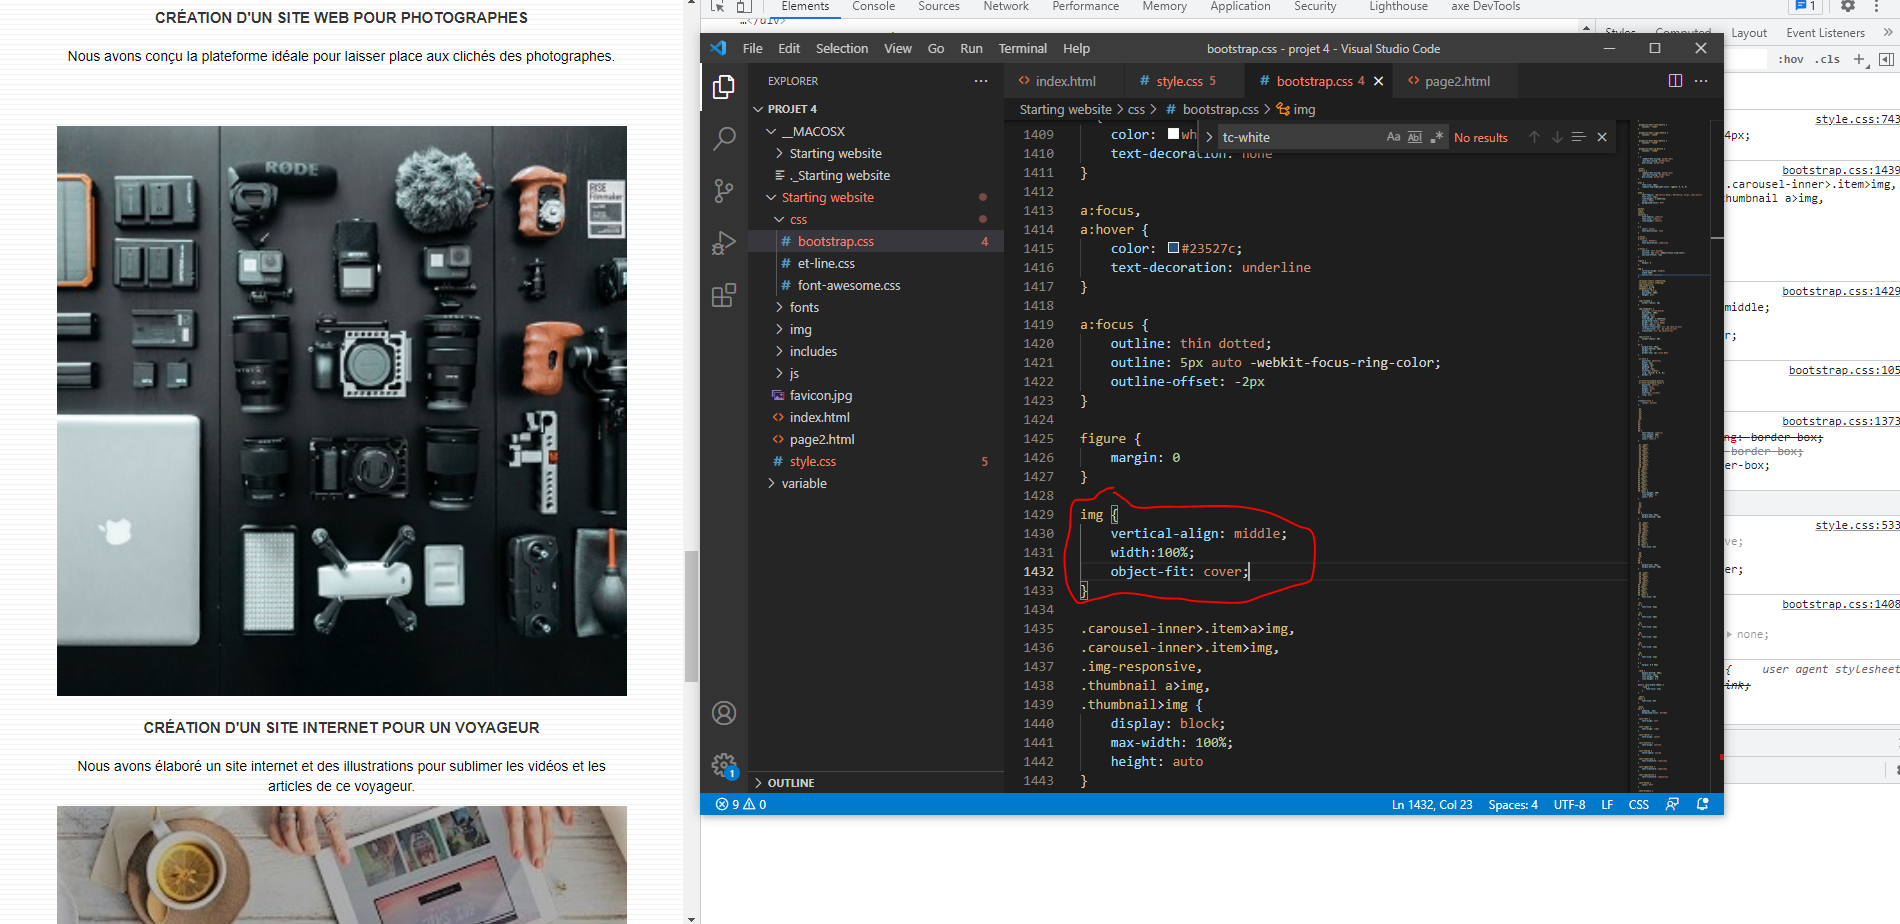 CRÉATION D'UN SITE WEB POUR PHOTOGRAPHES
Nous avons conçu la plateforme idéale pour laisser place aux clichés des photographes.
RØDE
RISE
Filmmaker
CRÉATION D'UN SITE INTERNET POUR UN VOYAGEUR
Nous avons élaboré un site internet et des illustrations pour sublimer les vidéos et les
articles de ce voyageur.
Elements Console Sources Network Performance Memory Application Security Lighthouse axe DevTools 1
…</div>
Styles Computed Layout Event Listeners
:hov .cls
File Edit Selection View Go Run Terminal Help
bootstrap.css - projet 4 - Visual Studio Code
EXPLORER
PROJET 4
__MACOSX
Starting website
._Starting website
Starting website
css
bootstrap.css 4
et-line.css
font-awesome.css
fonts
img
includes
js
favicon.jpg
index.html
page2.html
style.css 5
variable
OUTLINE
index.html style.css 5 bootstrap.css 4 page2.html
Starting website > css > bootstrap.css > img
tc-white Aa Abl No results
1409 color: wh
1410 text-decoration: none
1411 }
1412
1413 a:focus,
1414 a:hover {
1415 color: #23527c;
1416 text-decoration: underline
1417 }
1418
1419 a:focus {
1420 outline: thin dotted;
1421 outline: 5px auto -webkit-focus-ring-color;
1422 outline-offset: -2px
1423 }
1424
1425 figure {
1426 margin: 0
1427 }
1428
1429 img {
1430 vertical-align: middle;
1431 width:100%;
1432 object-fit: cover;
1433 }
1434
1435 .carousel-inner>.item>a>img,
1436 .carousel-inner>.item>img,
1437 .img-responsive,
1438 .thumbnail a>img,
1439 .thumbnail>img {
1440 display: block;
1441 max-width: 100%;
1442 height: auto
1443 }
9 0 Ln 1432, Col 23 Spaces: 4 UTF-8 LF CSS
1
style.css:743
4px;
bootstrap.css:1439
.carousel-inner>.item>img,
humbnail a>img,
bootstrap.css:1429
middle;
r;
bootstrap.css:105
bootstrap.css:1373
ng: border-box;
border-box;
er-box;
style.css:533
ve;
er;
bootstrap.css:1408
none;
{ user agent stylesheet
ink;